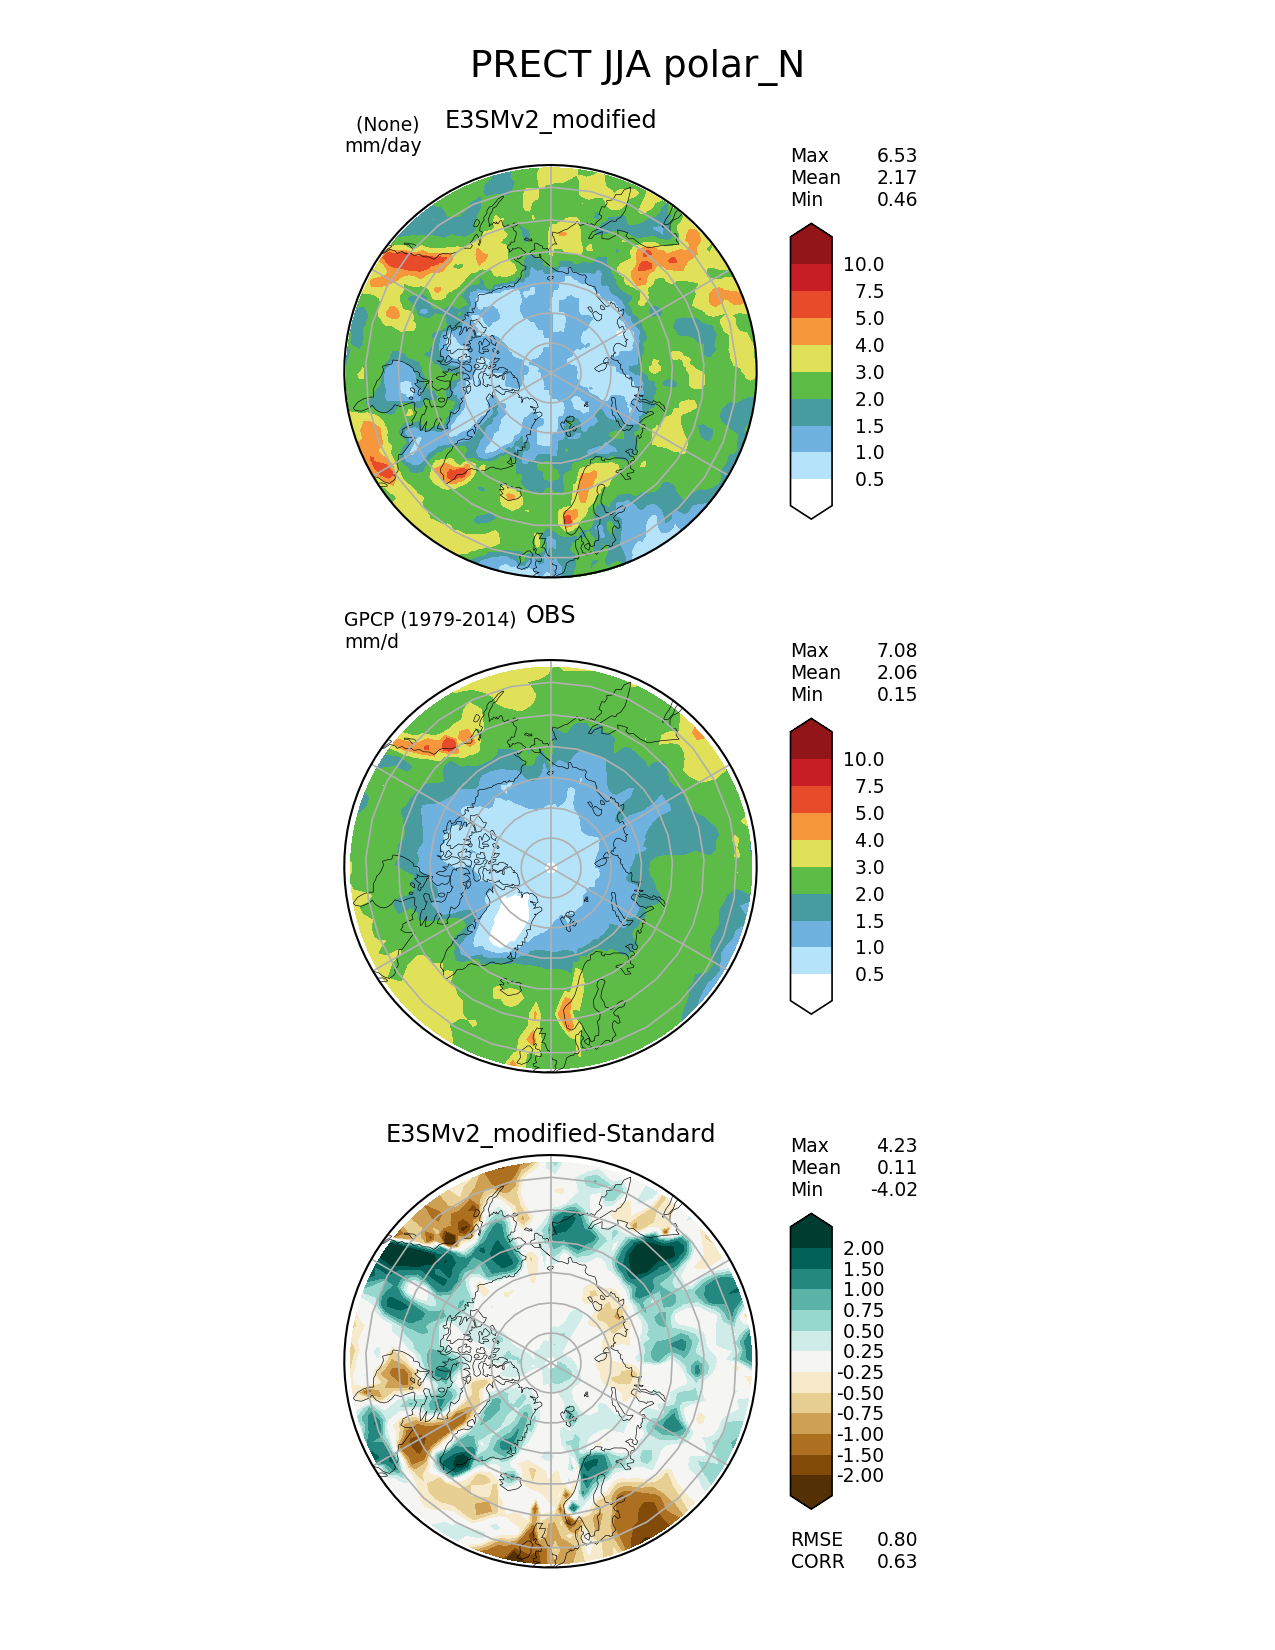 PRECT JJA polar_N
(None)
E3SMv2_modified
mm/day
Max 6.53
Mean 2.17
Min 0.46
10.0
7.5
5.0
4.0
3.0
2.0
1.5
1.0
0.5
GPCP (1979-2014)
OBS
mm/d
Max 7.08
Mean 2.06
Min 0.15
10.0
7.5
5.0
4.0
3.0
2.0
1.5
1.0
0.5
E3SMv2_modified-Standard
Max 4.23
Mean 0.11
Min -4.02
2.00
1.50
1.00
0.75
0.50
0.25
-0.25
-0.50
-0.75
-1.00
-1.50
-2.00
RMSE 0.80
CORR 0.63